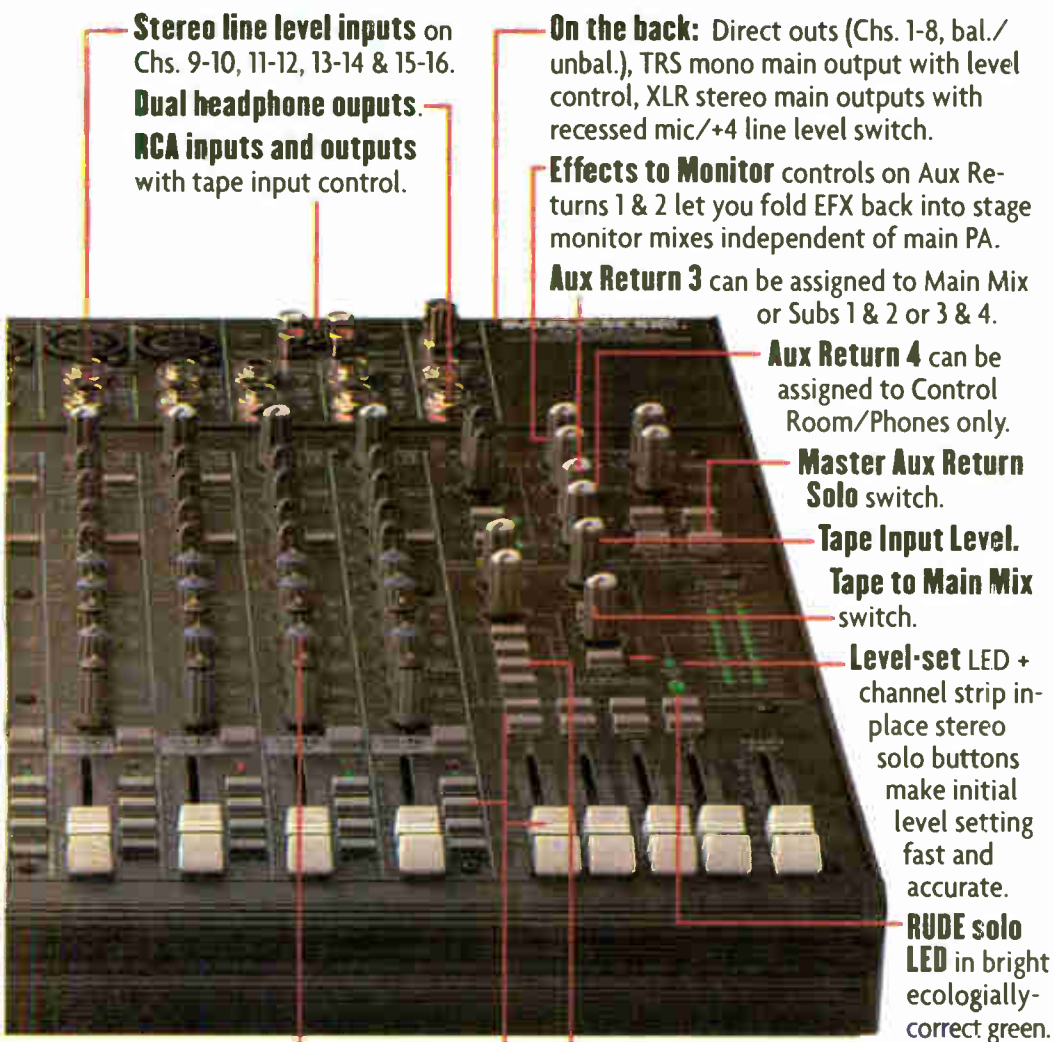 Stereo line level inputs on
Chs. 9-10, 11-12, 13-14 & 15-16.
Dual headphone ouputs.
RCA inputs and outputs
with tape input control.
On the back: Direct outs (Chs. 1-8, bal./
unbal.), TRS mono main output with level
control, XLR stereo main outputs with
recessed mic/+4 line level switch.
Effects to Monitor controls on Aux Re-
turns 1 & 2 let you fold EFX back into stage
monitor mixes independent of main PA.
Aux Return 3 can be assigned to Main Mix
or Subs 1 & 2 or 3 & 4.
Aux Return 4 can be
assigned to Control
Room/Phones only.
Master Aux Return
Solo switch.
Tape Input Level.
Tape to Main Mix
switch.
Level-set LED +
channel strip in-
place stereo
solo buttons
make initial
level setting
fast and
accurate.
RUDE solo
LED in bright
ecologially-
correct green.